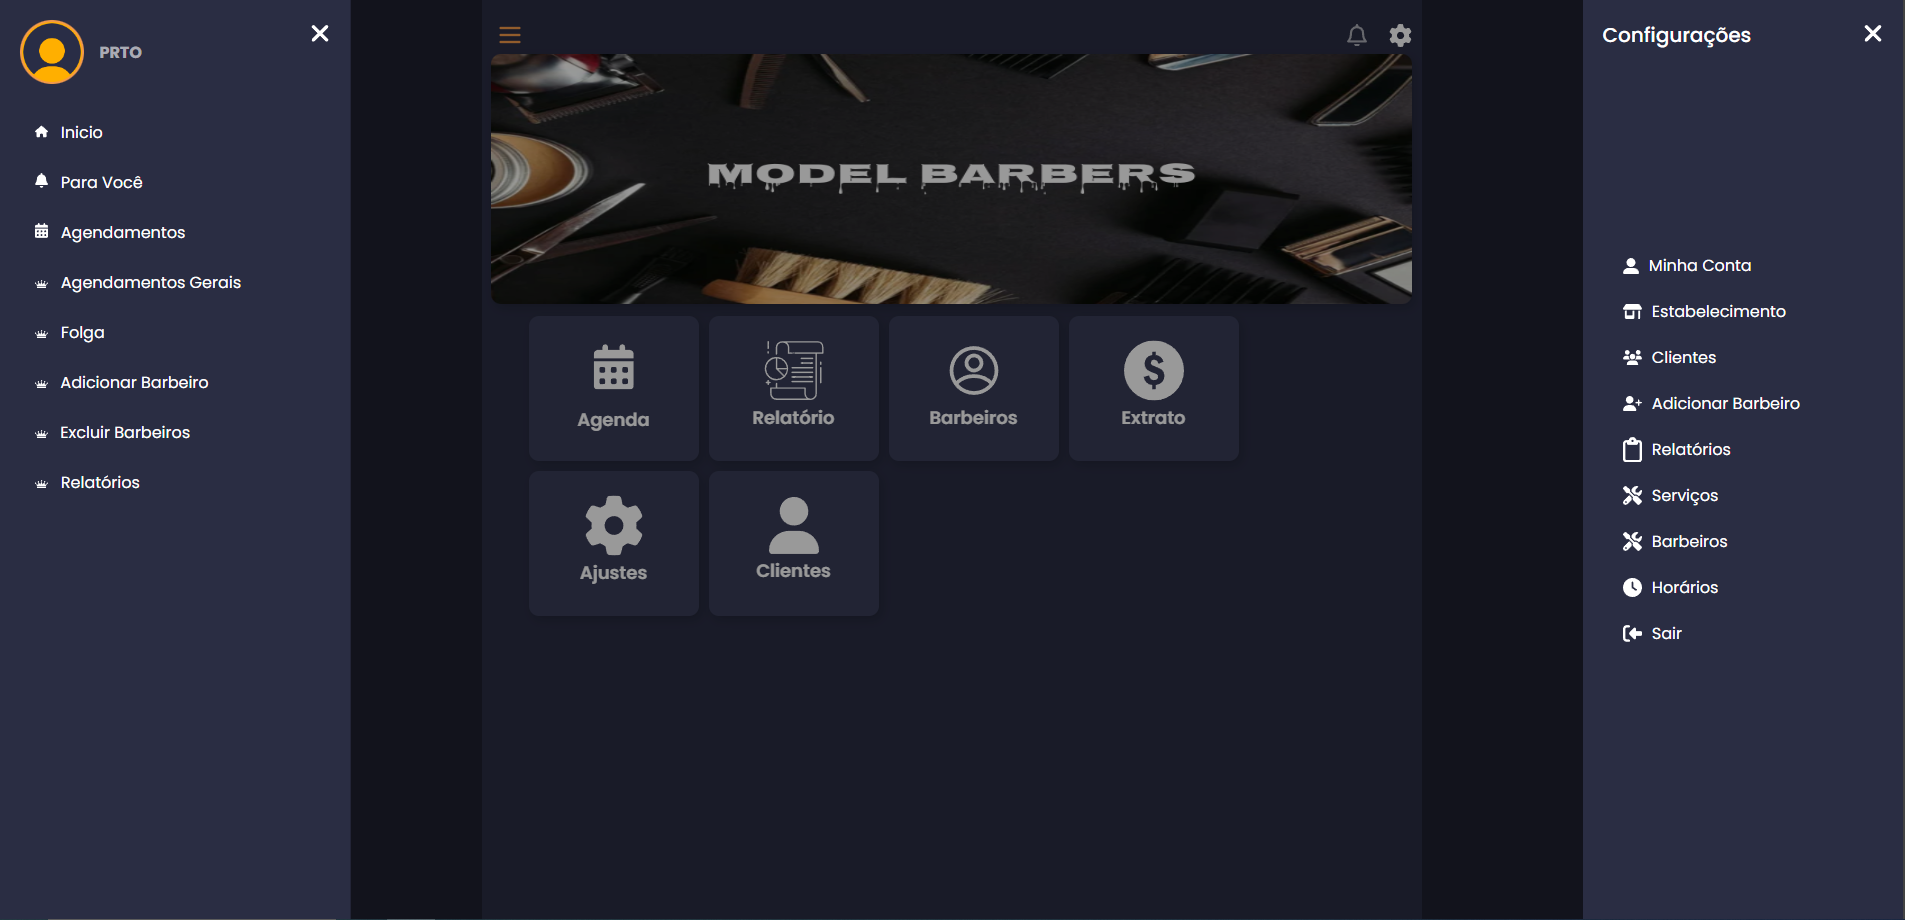 PRTO
Inicio
Para Você
Agendamentos
Agendamentos Gerais
Folga
Adicionar Barbeiro
Excluir Barbeiros
Relatórios
MODEL BARBERS
Agenda
Relatório
Barbeiros
Extrato
Ajustes
Clientes
Configurações
Minha Conta
Estabelecimento
Clientes
Adicionar Barbeiro
Relatórios
Serviços
Barbeiros
Horários
Sair